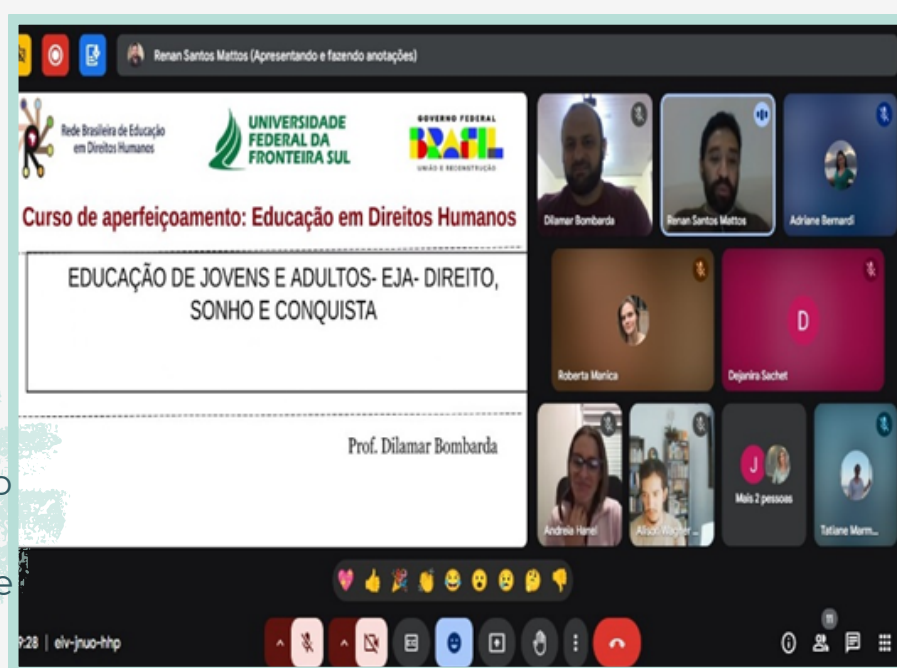 Renan Santos Mattos (Apresentando e fazendo anotações)
Rede Brasileira de Educação
em Direitos Humanos
UNIVERSIDADE
FEDERAL DA
FRONTEIRA SUL
GOVERNO FEDERAL
BRASIL
UNIÃO E RECONSTRUÇÃO
Curso de aperfeiçoamento: Educação em Direitos Humanos
EDUCAÇÃO DE JOVENS E ADULTOS- EJA- DIREITO,
SONHO E CONQUISTA
Prof. Dilamar Bombarda
Dilamar Bombarda
Renan Santos Mattos
Adriane Bernardi
Roberta Manica
D
Dejanira Sachet
Andreia Hanel
Alison Wagner ...
J
Mais 2 pessoas
Tatiane Marm...
o
e
9:28 | eiv-jnuo-hhp
11